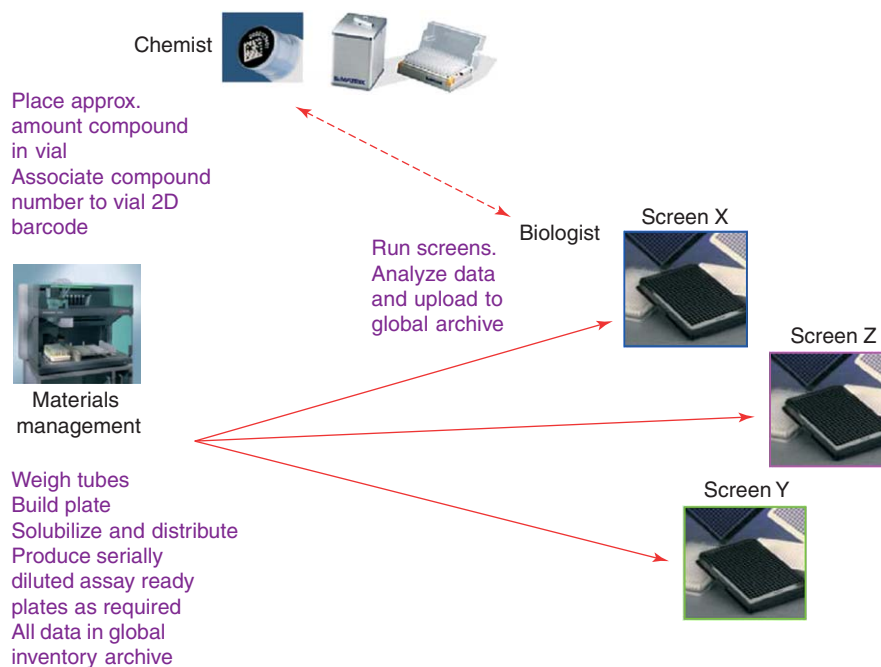 Chemist
Place approx.
amount compound
in vial
Associate compound
number to vial 2D
barcode
Biologist
Run screens.
Analyze data
and upload to
global archive
Screen X
Screen Z
Screen Y
Materials
management
Weigh tubes
Build plate
Solubilize and distribute
Produce serially
diluted assay ready
plates as required
All data in global
inventory archive